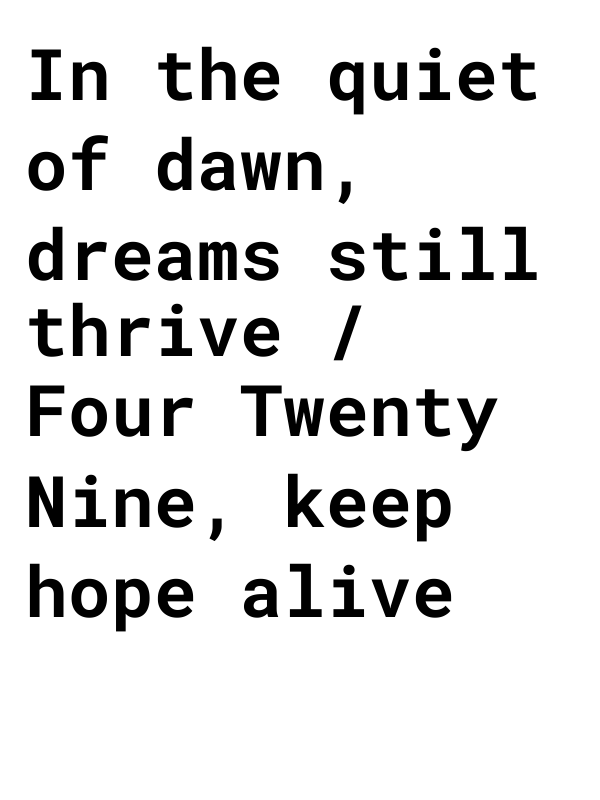 In the quiet
of dawn,
dreams still
thrive /
Four Twenty
Nine, keep
hope alive